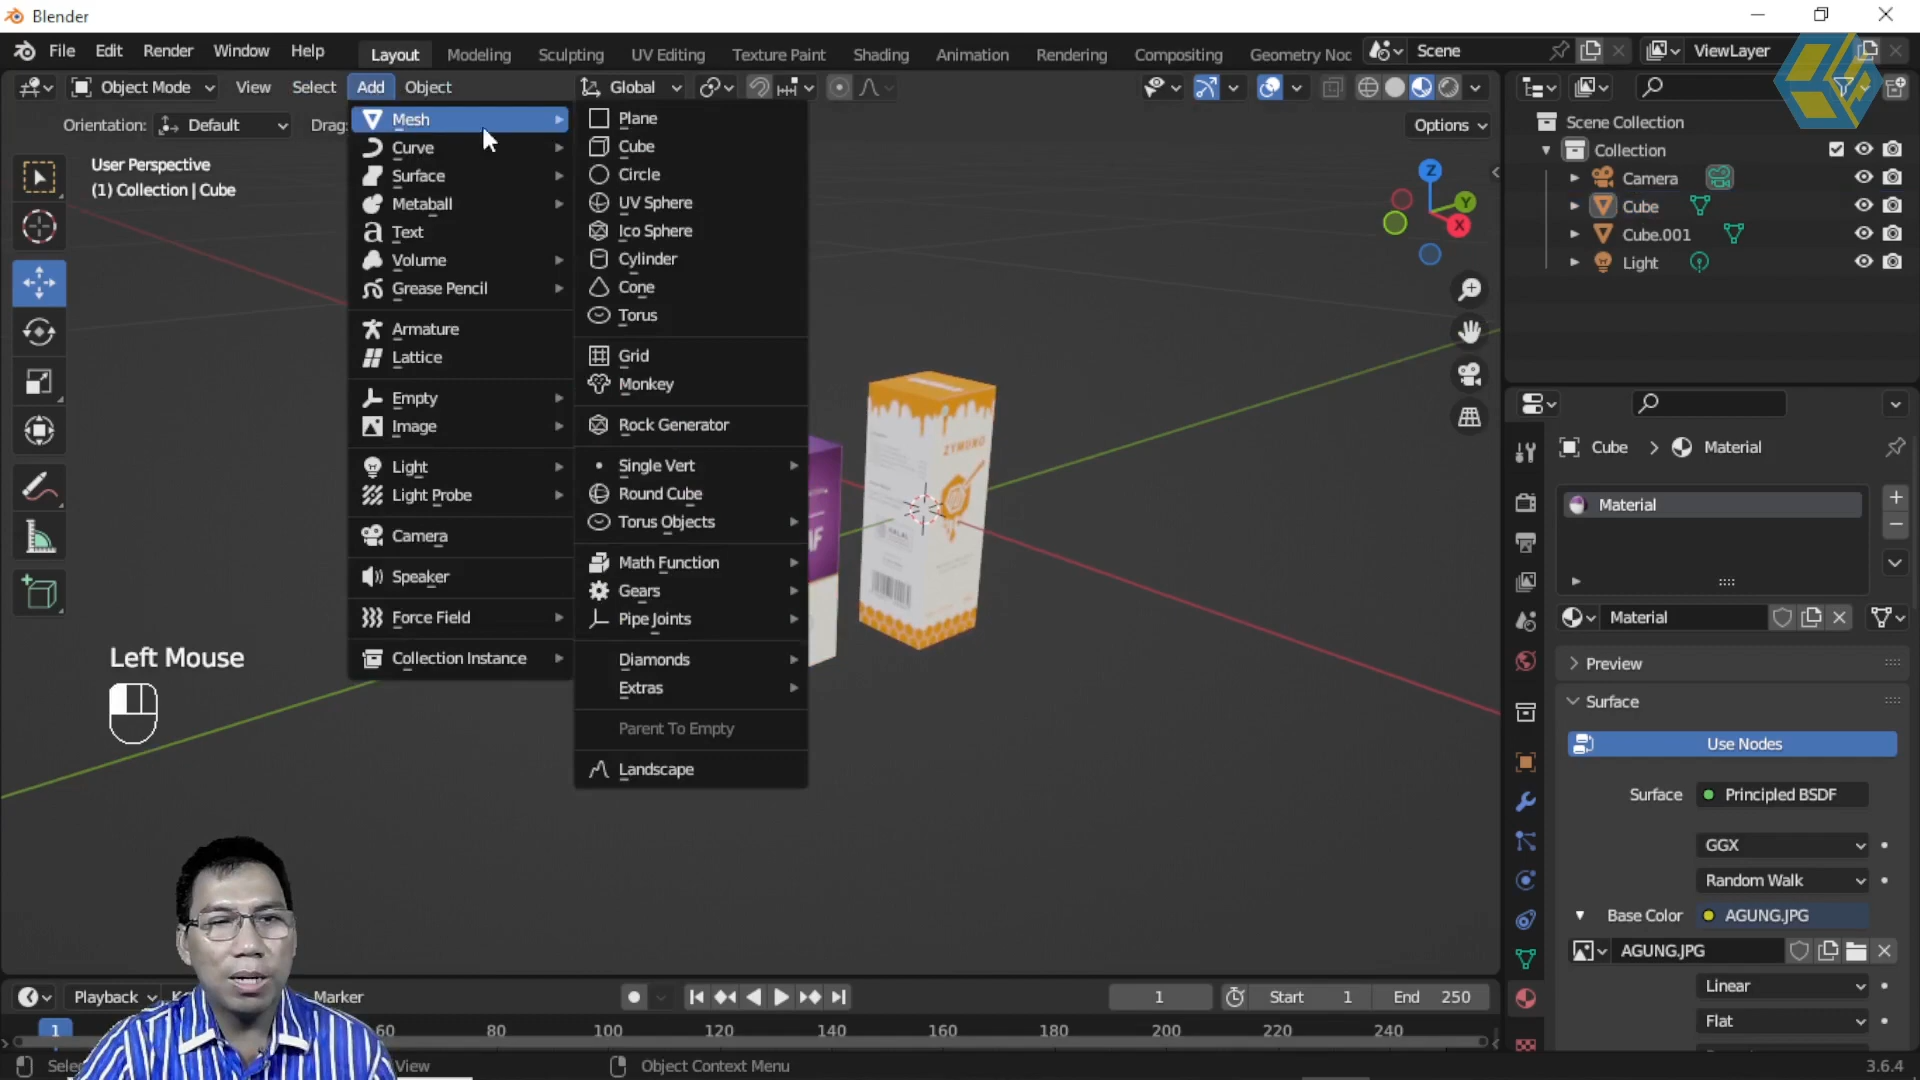 Blender
File Edit Render Window Help Layout Modeling Sculpting UV Editing Texture Paint Shading Animation Rendering Compositing Geometry Noc Scene ViewLayer
Object Mode View Select Add Object Global
Orientation: Default Drag: Options
User Perspective
(1) Collection | Cube
Mesh
Curve
Surface
Metaball
Text
Volume
Grease Pencil
Armature
Lattice
Empty
Image
Light
Light Probe
Camera
Speaker
Force Field
Collection Instance
Plane
Cube
Circle
UV Sphere
Ico Sphere
Cylinder
Cone
Torus
Grid
Monkey
Rock Generator
Single Vert
Round Cube
Torus Objects
Math Function
Gears
Pipe Joints
Diamonds
Extras
Parent To Empty
Landscape
Z
Y
X
ZYMUNO
HALAL
AF
Left Mouse
Scene Collection
Collection
Camera
Cube
Cube.001
Light
Cube > Material
Material
Material
Preview
Surface
Use Nodes
Surface Principled BSDF
GGX
Random Walk
Base Color AGUNG.JPG
AGUNG.JPG
Linear
Flat
Playback Marker 1 Start 1 End 250
1 60 80 100 120 140 160 180 200 220 240
Selec View Object Context Menu 3.6.4